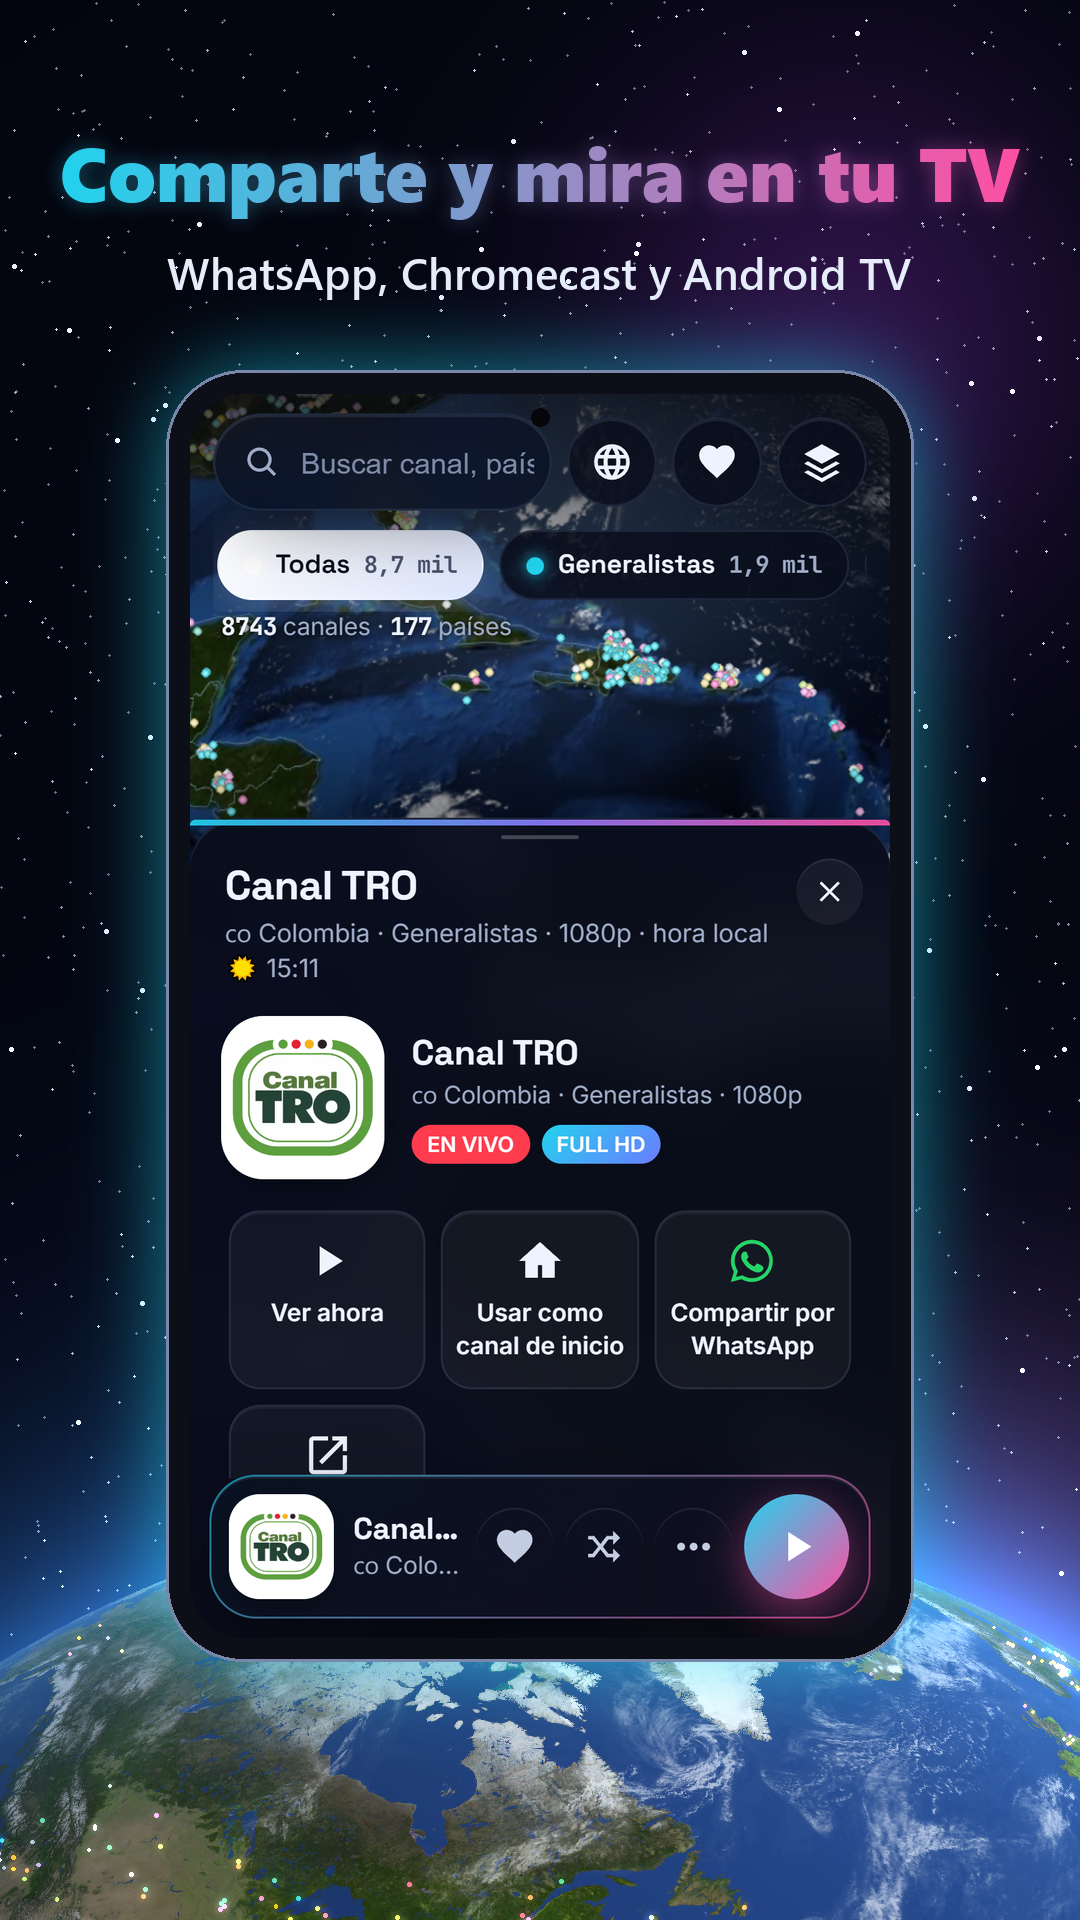 Comparte y mira en tu TV
WhatsApp, Chromecast y Android TV
Buscar canal, país
Todas 8,7 mil
Generalistas 1,9 mil
8743 canales · 177 países
Canal TRO
co Colombia · Generalistas · 1080p · hora local
15:11
Canal
TRO
Canal TRO
co Colombia · Generalistas · 1080p
EN VIVO FULL HD
Ver ahora
Usar como
canal de inicio
Compartir por
WhatsApp
Canal
TRO
Canal...
co Colo...